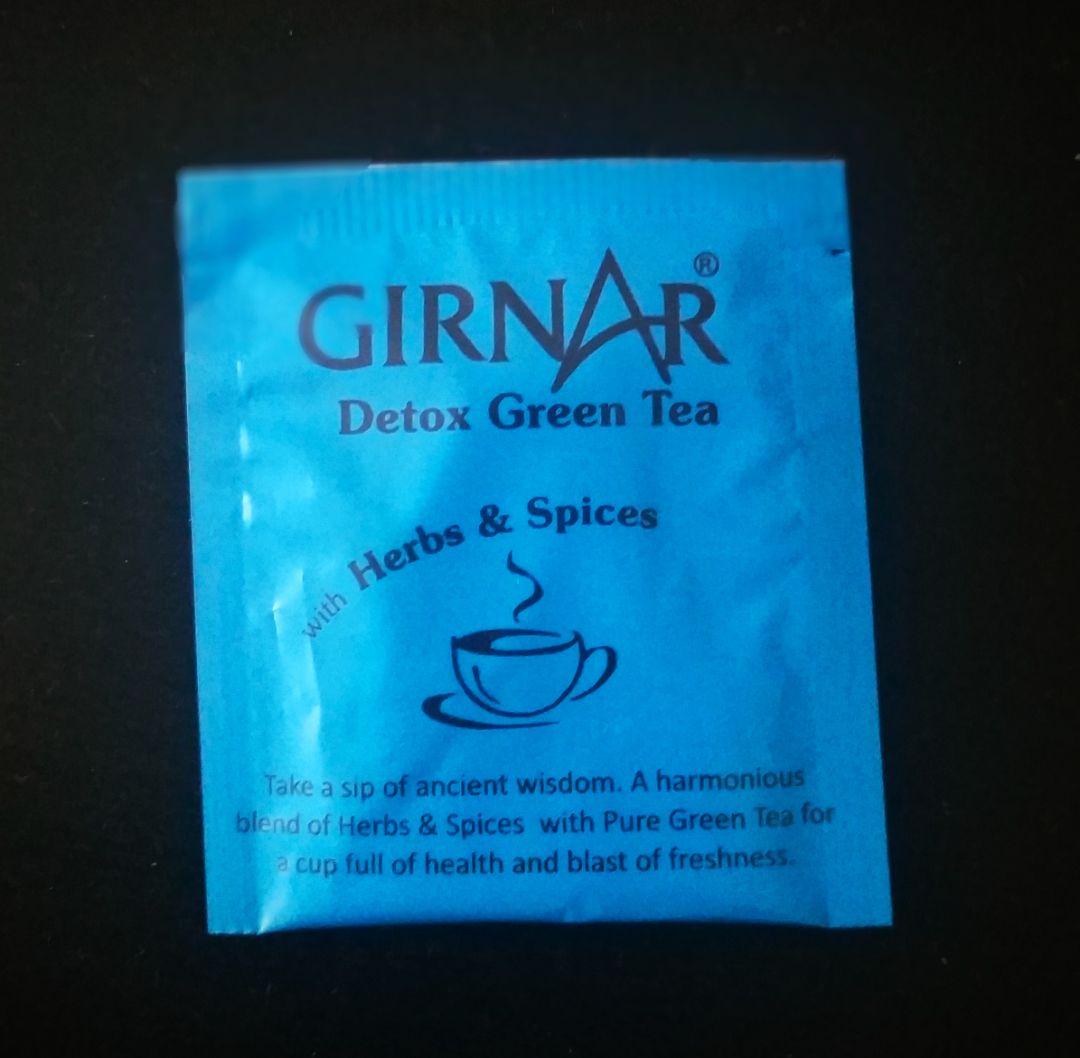 GIRNAR®
Detox Green Tea
with Herbs & Spices
Take a sip of ancient wisdom. A harmonious
blend of Herbs & Spices with Pure Green Tea for
a cup full of health and blast of freshness.